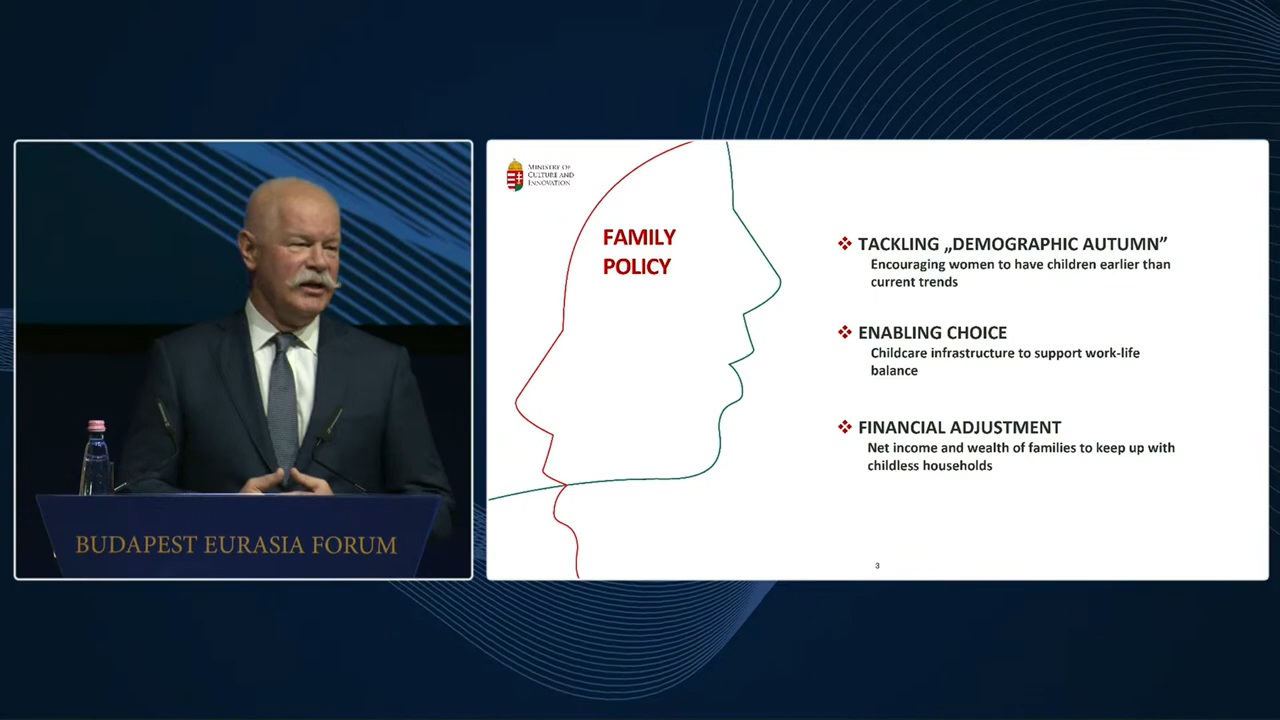 BUDAPEST EURASIA FORUM
MINISTRY OF
CULTURE AND
INNOVATION
FAMILY
POLICY
TACKLING „DEMOGRAPHIC AUTUMN”
Encouraging women to have children earlier than
current trends
ENABLING CHOICE
Childcare infrastructure to support work-life
balance
FINANCIAL ADJUSTMENT
Net income and wealth of families to keep up with
childless households
3